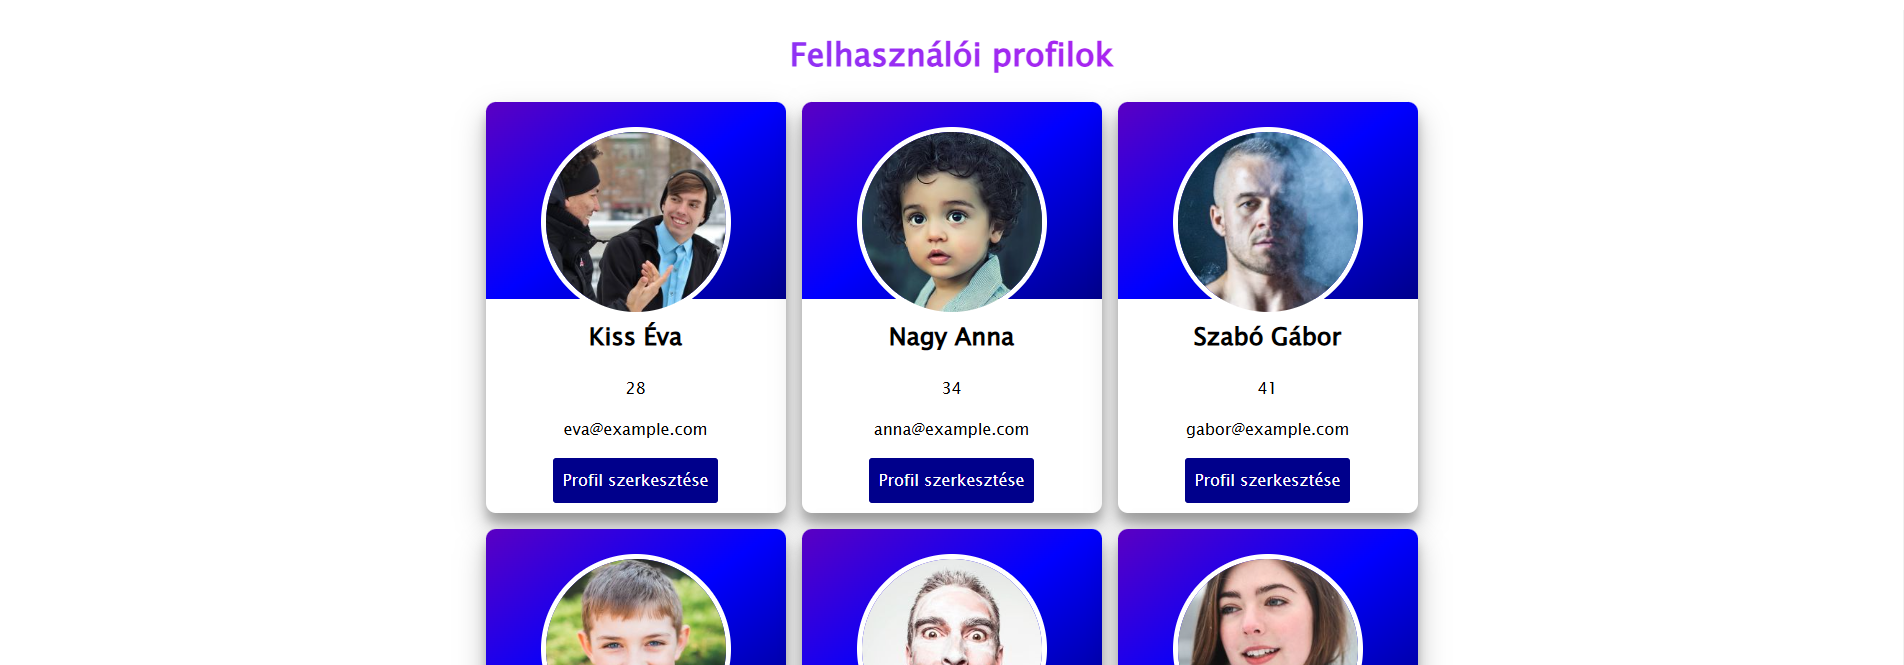 Felhasználói profilok
Kiss Éva
28
eva@example.com
Profil szerkesztése
Nagy Anna
34
anna@example.com
Profil szerkesztése
Szabó Gábor
41
gabor@example.com
Profil szerkesztése